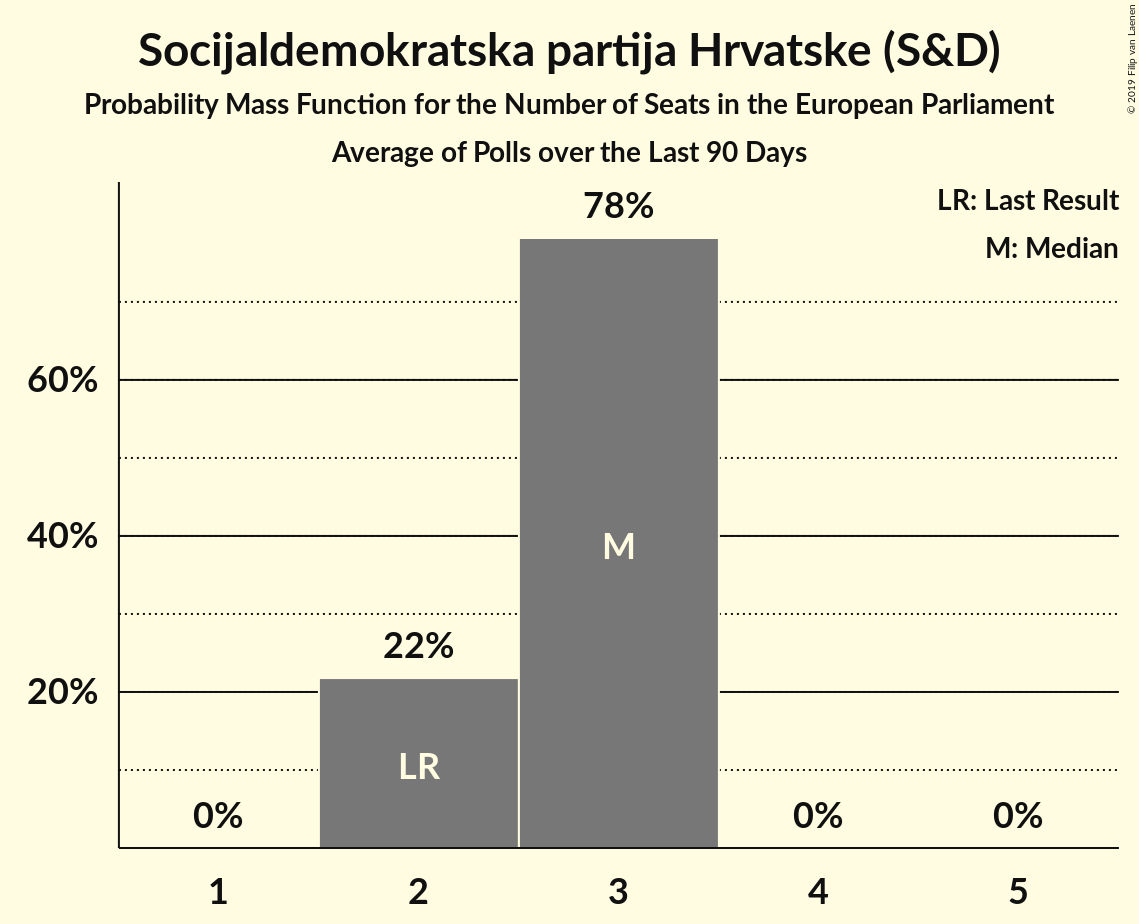 Socijaldemokratska partija Hrvatske (S&D)
Probability Mass Function for the Number of Seats in the European Parliament
Average of Polls over the Last 90 Days
© 2019 Filip van Laenen
LR: Last Result
M: Median
78%
60%
M
40%
22%
20%
LR
0%
0%
0%
1
2
3
4
5